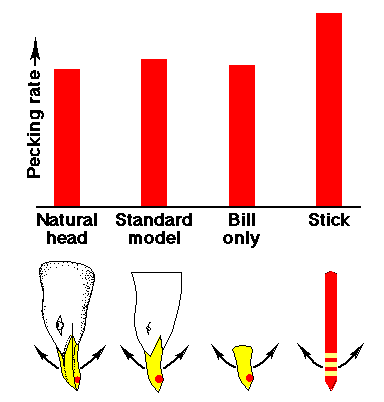 Pecking rate
Natural
head
Standard
model
Bill
only
Stick